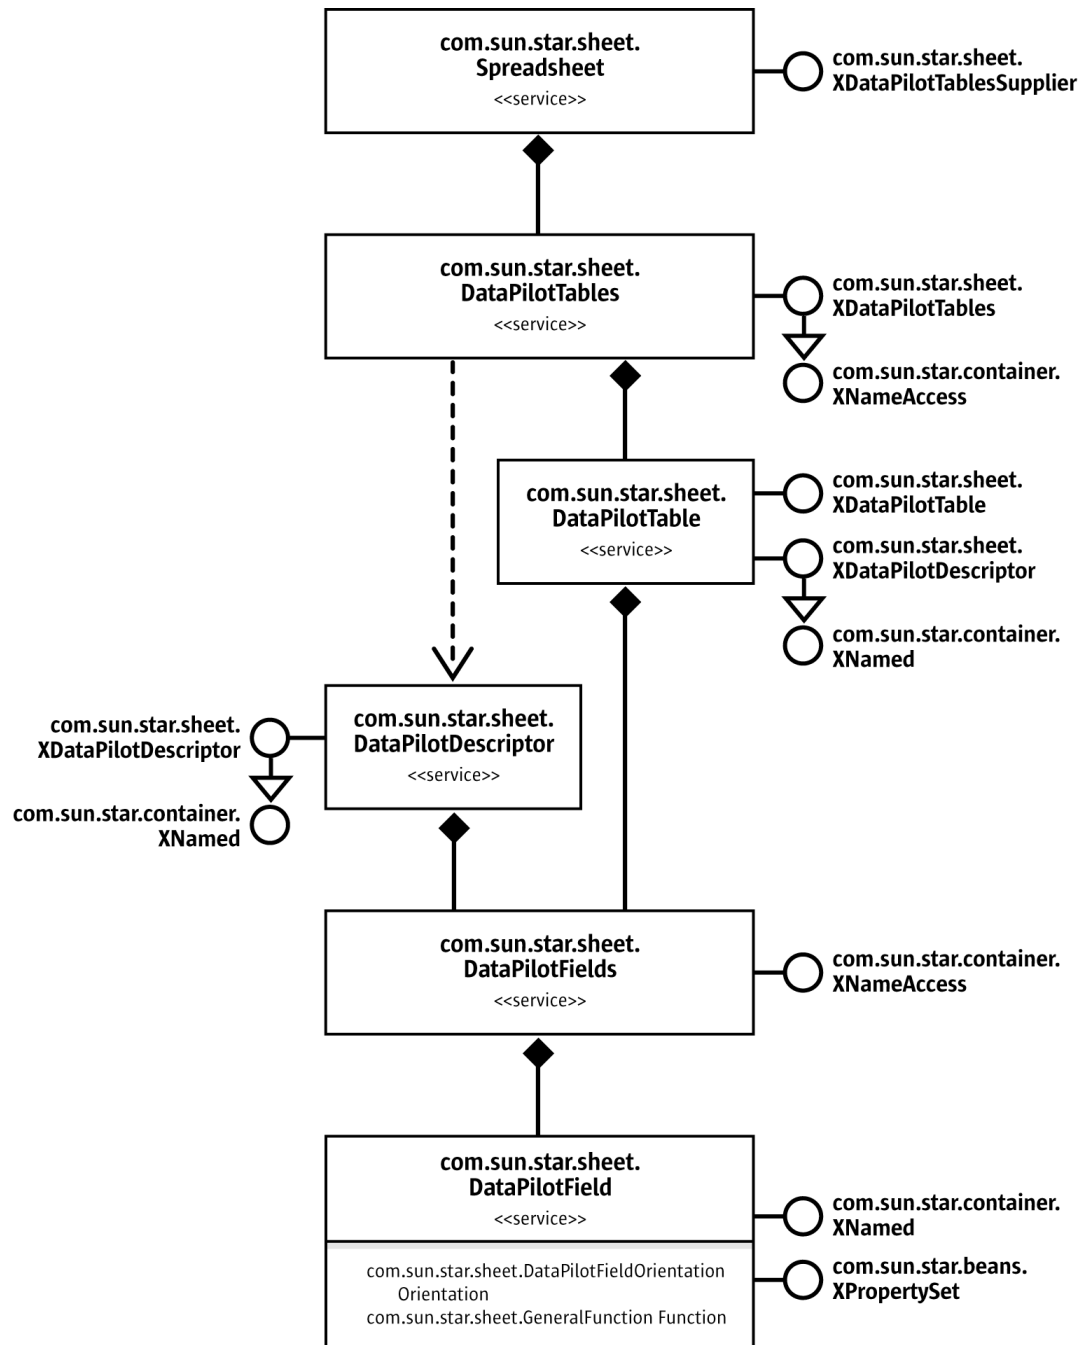 com.sun.star.sheet.
Spreadsheet
<<service>>
com.sun.star.sheet.
XDataPilotTablesSupplier
com.sun.star.sheet.
DataPilotTables
<<service>>
com.sun.star.sheet.
XDataPilotTables
com.sun.star.container.
XNameAccess
com.sun.star.sheet.
DataPilotTable
<<service>>
com.sun.star.sheet.
XDataPilotTable
com.sun.star.sheet.
XDataPilotDescriptor
com.sun.star.container.
XNamed
com.sun.star.sheet.
XDataPilotDescriptor
com.sun.star.container.
XNamed
com.sun.star.sheet.
DataPilotDescriptor
<<service>>
com.sun.star.sheet.
DataPilotFields
<<service>>
com.sun.star.container.
XNameAccess
com.sun.star.sheet.
DataPilotField
<<service>>
com.sun.star.container.
XNamed
com.sun.star.sheet.DataPilotFieldOrientation
Orientation
com.sun.star.sheet.GeneralFunction Function
com.sun.star.beans.
XPropertySet